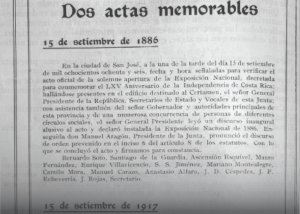 Dos actas memorables
15 de setiembre de 1886
En la ciudad de San José, a la una de la tarde del día 15 de setiembre
de mil ochocientos ochenta y seis, fecha y hora señaladas para verificar el
acto oficial de la solemne apertura de la Exposición Nacional, decretada
para conmemorar el LXV Aniversario de la Independencia de Costa Rica;
hallándose presentes en el edificio destinado al Certamen, el señor General
Presidente de la República, Secretarios de Estado y Vocales de esta Junta;
con asistencia también del señor Gobernador y autoridades principales de
esta provincia y de una numerosa concurrencia de personas de diferentes
círculos sociales, el señor General Presidente leyó un discurso inaugural
alusivo al acto y declaró instalada la Exposición Nacional de 1886. En
seguida don Manuel Aragón, Presidente de la Junta, pronunció el discurso
de orden prevenido en el inciso 6 del artículo 8 de los estatutos. Con lo
que se concluyó el acto y firmamos para constancia.
Bernardo Soto, Santiago de la Guardia, Ascensión Esquivel, Mauro
Fernández, Enrique Villavicencio, S. S. Jiménez, Mariano Montealegre,
Camilo Mora, Manuel Carazo, Anastasio Alfaro, J. D. Céspedes, J. F.
Echeverría, J. Rojas, Secretario.
15 de setiembre de 1917